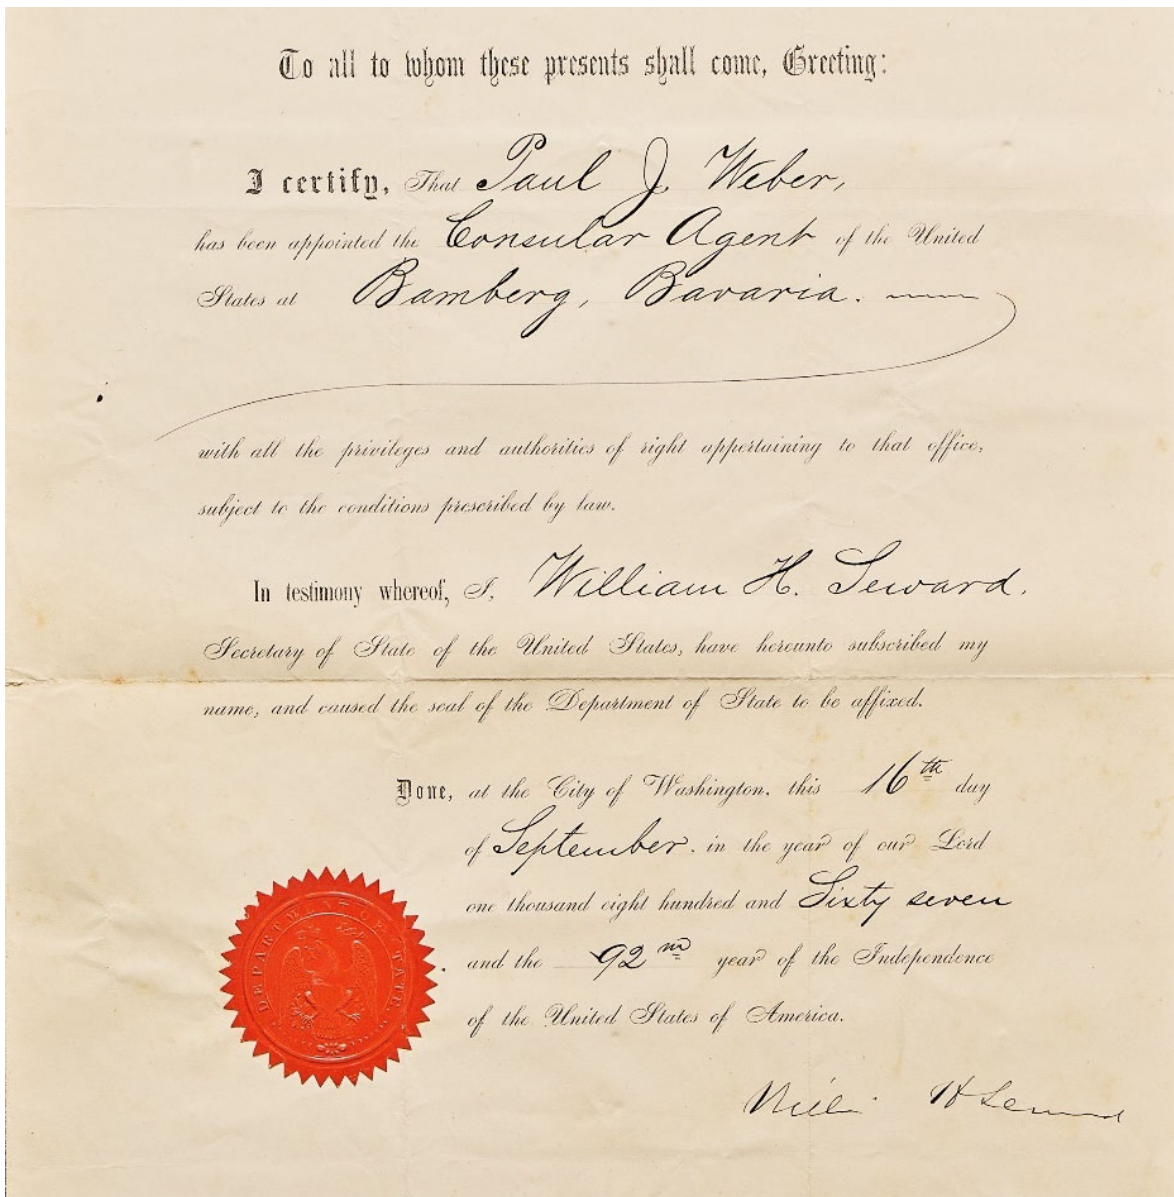 To all to whom these presents shall come, Greeting:
I certify, That Paul J. Weber,
has been appointed the Consular Agent of the United
States at Bamberg, Bavaria.
with all the privileges and authorities of right appertaining to that office,
subject to the conditions prescribed by law.
In testimony whereof, I, William H. Seward.
Secretary of State of the United States, have hereunto subscribed my
name, and caused the seal of the Department of State to be affixed.
Done, at the City of Washington, this 16th day
of September. in the year of our Lord
one thousand eight hundred and Sixty seven
and the 92nd year of the Independence
of the United States of America.
DEPARTMENT OF STATE.
William H Seward